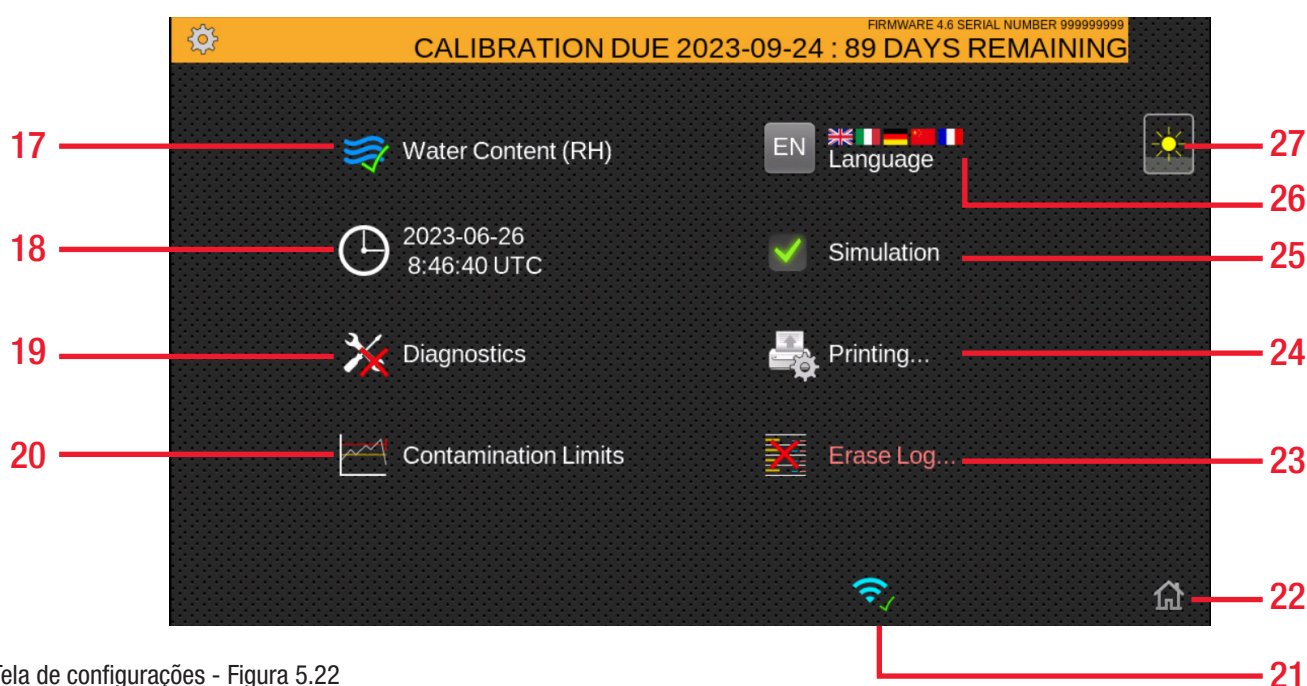 FIRMWARE 4.6 SERIAL NUMBER 999999999
CALIBRATION DUE 2023-09-24 : 89 DAYS REMAINING
17
Water Content (RH)
EN
Language
27
26
18
2023-06-26
8:46:40 UTC
Simulation
25
19
Diagnostics
Printing...
24
20
Contamination Limits
Erase Log...
23
22
21
ela de configurações - Figura 5.22